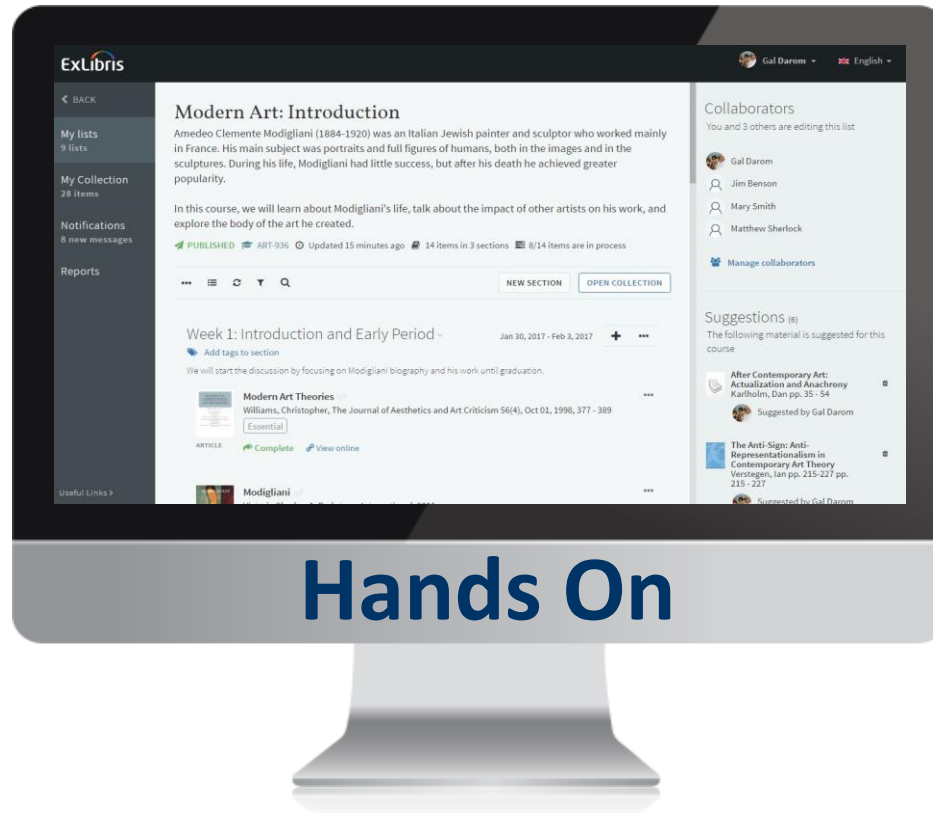 ExLibris
Gal Darom
English
BACK
My lists
9 lists
My Collection
28 items
Notifications
8 new messages
Reports
Useful Links >
Modern Art: Introduction
Amedeo Clemente Modigliani (1884-1920) was an Italian Jewish painter and sculptor who worked mainly
in France. His main subject was portraits and full figures of humans, both in the images and in the
sculptures. During his life, Modigliani had little success, but after his death he achieved greater
popularity.
In this course, we will learn about Modigliani's life, talk about the impact of other artists on his work, and
explore the body of the art he created.
PUBLISHED ART-936 Updated 15 minutes ago 14 items in 3 sections 8/14 items are in process
NEW SECTION OPEN COLLECTION
Week 1: Introduction and Early Period
Jan 30, 2017 - Feb 3, 2017
Add tags to section
We will start the discussion by focusing on Modigliani biography and his work until graduation.
Modern Art Theories
Williams, Christopher, The Journal of Aesthetics and Art Criticism 56(4), Oct 01, 1998, 377 - 389
Essential
ARTICLE Complete View online
Modigliani
Collaborators
You and 3 others are editing this list
Gal Darom
Jim Benson
Mary Smith
Matthew Sherlock
Manage collaborators
Suggestions (6)
The following material is suggested for this
course
After Contemporary Art:
Actualization and Anachrony
Karlholm, Dan pp. 35 - 54
Suggested by Gal Darom
The Anti-Sign: Anti-
Representationalism in
Contemporary Art Theory
Verstegen, Ian pp. 215-227 pp.
215 - 227
Suggested by Gal Darom
Hands On